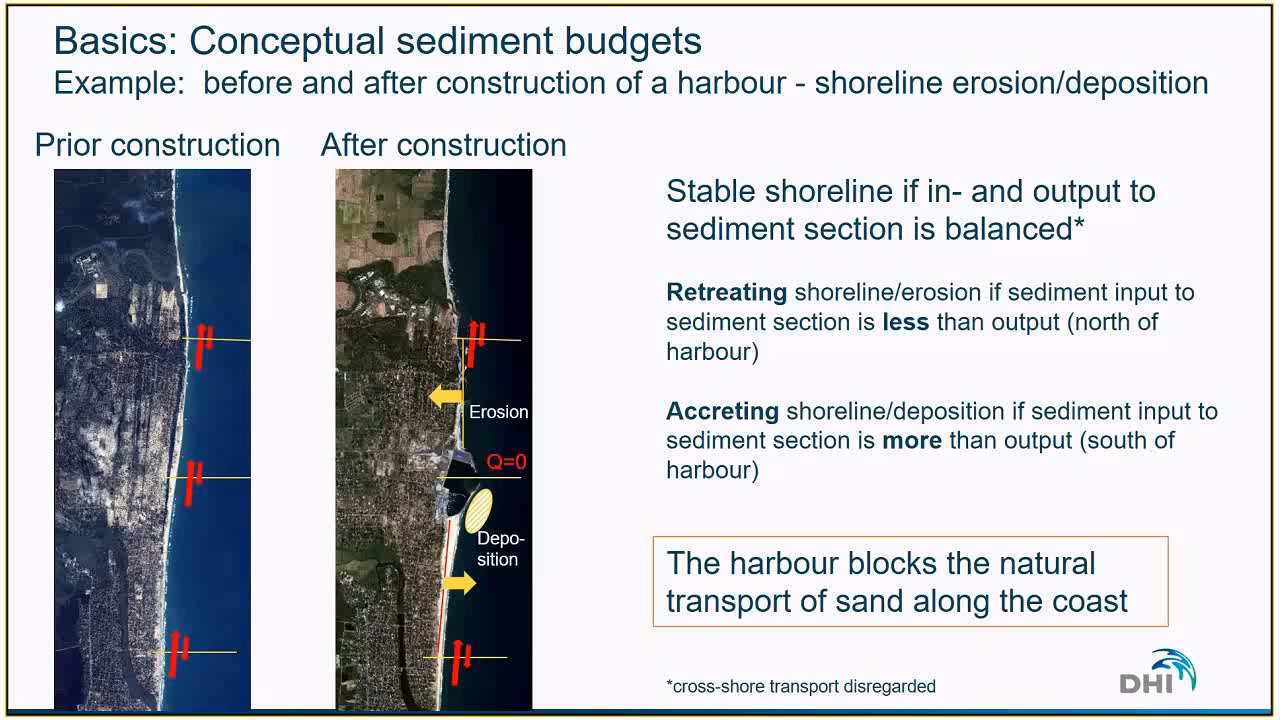 Basics: Conceptual sediment budgets
Example: before and after construction of a harbour - shoreline erosion/deposition
Prior construction
After construction
Erosion
Q=0
Depo-
sition
Stable shoreline if in- and output to
sediment section is balanced*
Retreating shoreline/erosion if sediment input to
sediment section is less than output (north of
harbour)
Accreting shoreline/deposition if sediment input to
sediment section is more than output (south of
harbour)
The harbour blocks the natural
transport of sand along the coast
*cross-shore transport disregarded
DHI